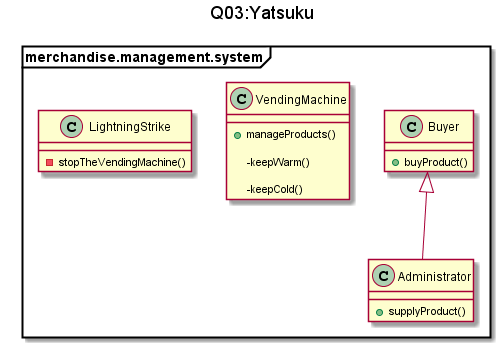 Q03:Yatsuku
merchandise.management.system
C LightningStrike
stopTheVendingMachine()
C VendingMachine
manageProducts()
-keepWarm()
-keepCold()
C Buyer
buyProduct()
C Administrator
supplyProduct()